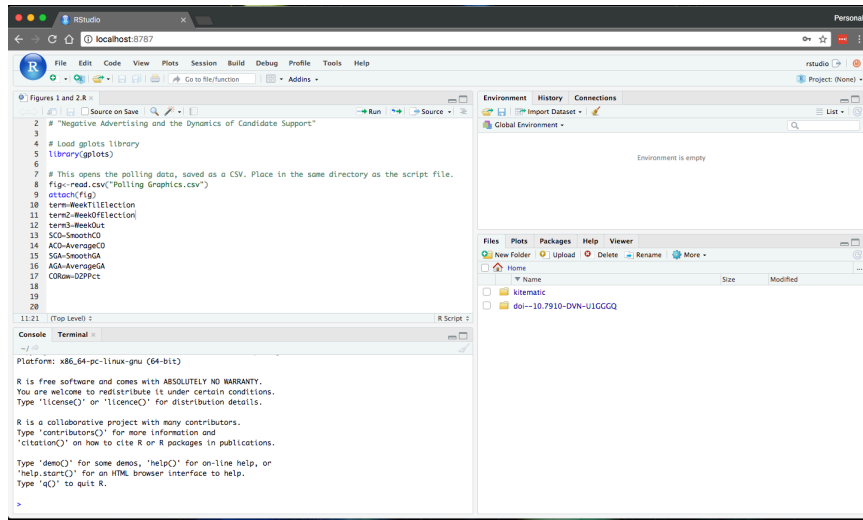 RStudio
Personal
localhost:8787
R File Edit Code View Plots Session Build Debug Profile Tools Help
rstudio
Go to file/function Addins
Project: (None)
Figures 1 and 2.R
Source on Save Run Source
2 # "Negative Advertising and the Dynamics of Candidate Support"
3
4 # Load gplots library
5 library(gplots)
6
7 # This opens the polling data, saved as a CSV. Place in the same directory as the script file.
8 fig<-read.csv("Polling Graphics.csv")
9 attach(fig)
10 term=WeekTilElection
11 term2=WeekOfElection
12 term3=WeekOut
13 SCO=SmoothCO
14 ACO=AverageCO
15 SGA=SmoothGA
16 AGA=AverageGA
17 CORaw=D2PPct
18
19
20
11:21 (Top Level) R Script
Console Terminal
~/
Platform: x86_64-pc-linux-gnu (64-bit)
R is free software and comes with ABSOLUTELY NO WARRANTY.
You are welcome to redistribute it under certain conditions.
Type 'license()' or 'licence()' for distribution details.
R is a collaborative project with many contributors.
Type 'contributors()' for more information and
'citation()' on how to cite R or R packages in publications.
Type 'demo()' for some demos, 'help()' for on-line help, or
'help.start()' for an HTML browser interface to help.
Type 'q()' to quit R.
>
Environment History Connections
Import Dataset List
Global Environment
Environment is empty
Files Plots Packages Help Viewer
New Folder Upload Delete Rename More
Home ...
Name Size Modified
kitematic
doi--10.7910-DVN-U1GGGQ